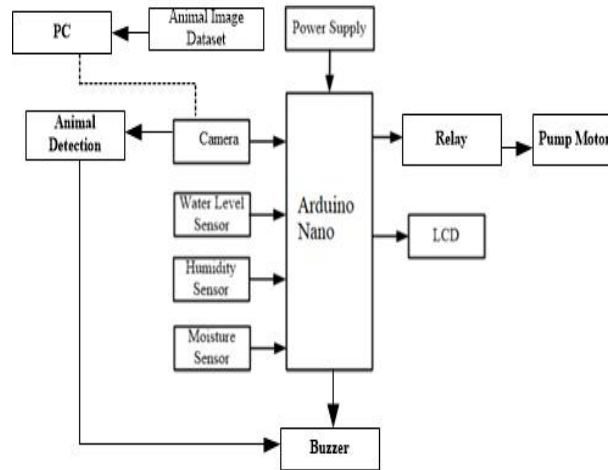 PC
Animal Image
Dataset
Power Supply
Animal
Detection
Camera
Relay
Pump Motor
Water Level
Sensor
Arduino
Nano
LCD
Humidity
Sensor
Moisture
Sensor
Buzzer